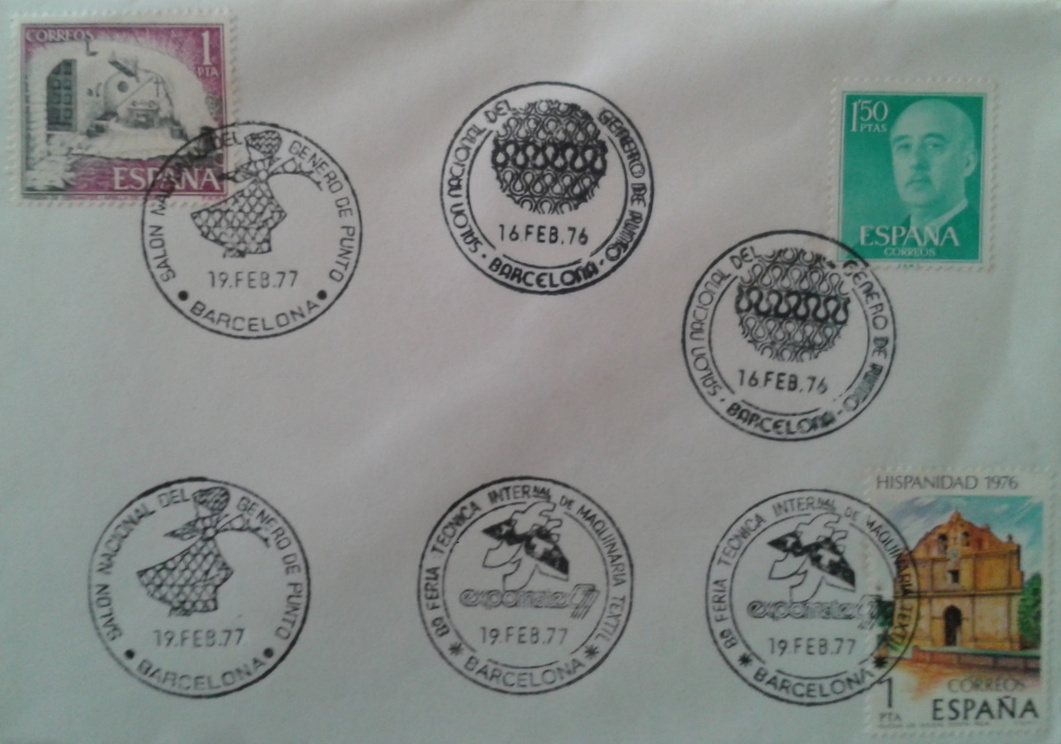 CORREOS
1
PTA
ESPAÑA
SALON NACIONAL DEL GENERO DE PUNTO
19.FEB.77
BARCELONA
SALON NACIONAL DEL GENERO DE PUNTO
16.FEB.76
BARCELONA
1'50
PTAS
ESPAÑA
CORREOS
SALON NACIONAL DEL GENERO DE PUNTO
16.FEB.76
BARCELONA
SALON NACIONAL DEL GENERO DE PUNTO
19.FEB.77
BARCELONA
8ª FERIA TECNICA INTERNAL DE MAQUINARIA TEXTIL
19.FEB.77
BARCELONA
8ª FERIA TECNICA INTERNAL DE MAQUINARIA TEXTIL
19.FEB.77
BARCELONA
HISPANIDAD 1976
CORREOS
1
PTA
ESPAÑA